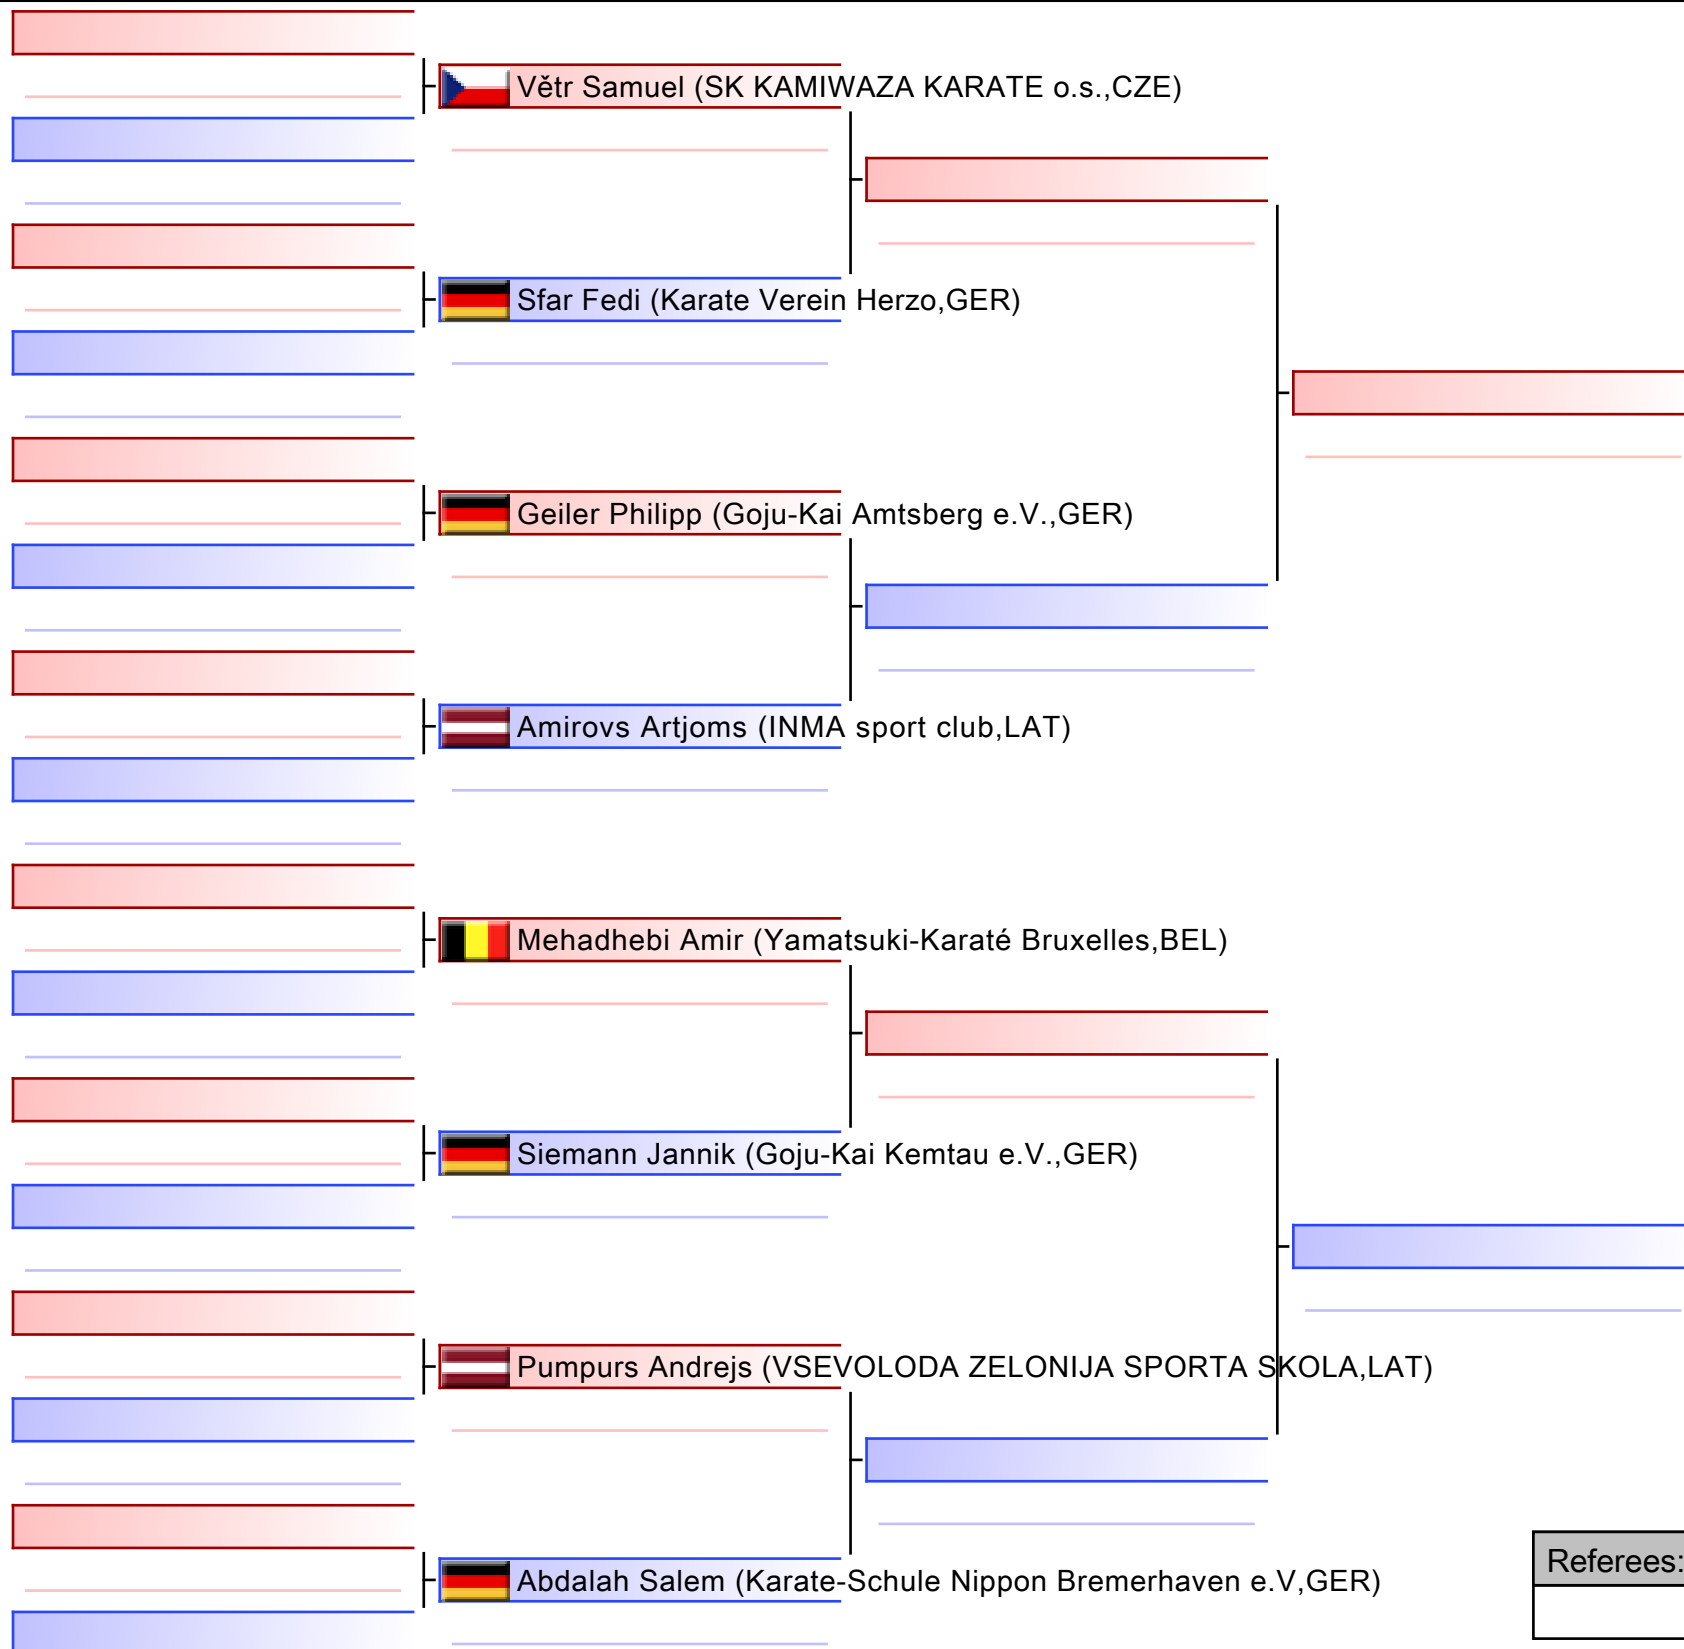 Větr Samuel (SK KAMIWAZA KARATE o.s.,CZE)
Sfar Fedi (Karate Verein Herzo,GER)
Geiler Philipp (Goju-Kai Amtsberg e.V.,GER)
Amirovs Artjoms (INMA sport club,LAT)
Mehadhebi Amir (Yamatsuki-Karaté Bruxelles,BEL)
Siemann Jannik (Goju-Kai Kemtau e.V.,GER)
Pumpurs Andrejs (VSEVOLODA ZELONIJA SPORTA SKOLA,LAT)
Abdalah Salem (Karate-Schule Nippon Bremerhaven e.V,GER)
Referees: